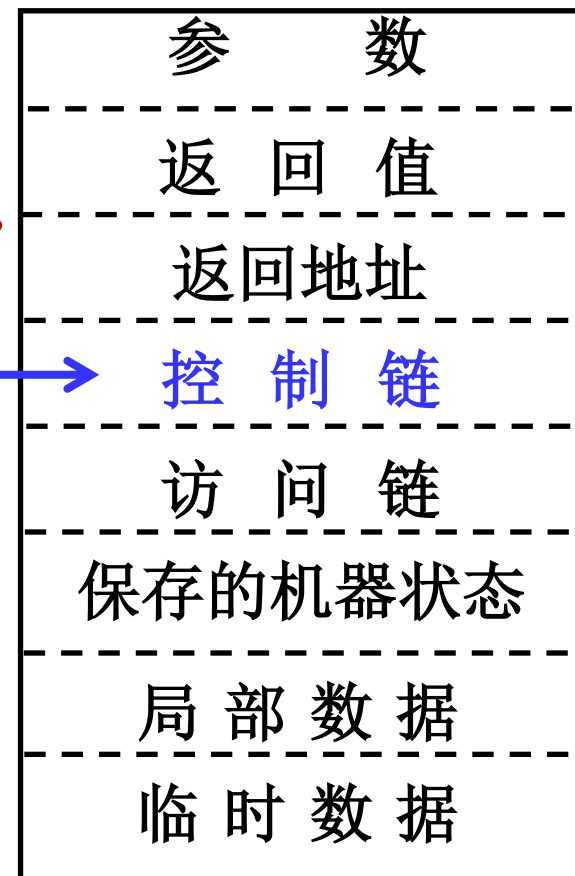 参 数
返 回 值
返回地址
控 制 链
访 问 链
保存的机器状态
局 部 数 据
临 时 数 据